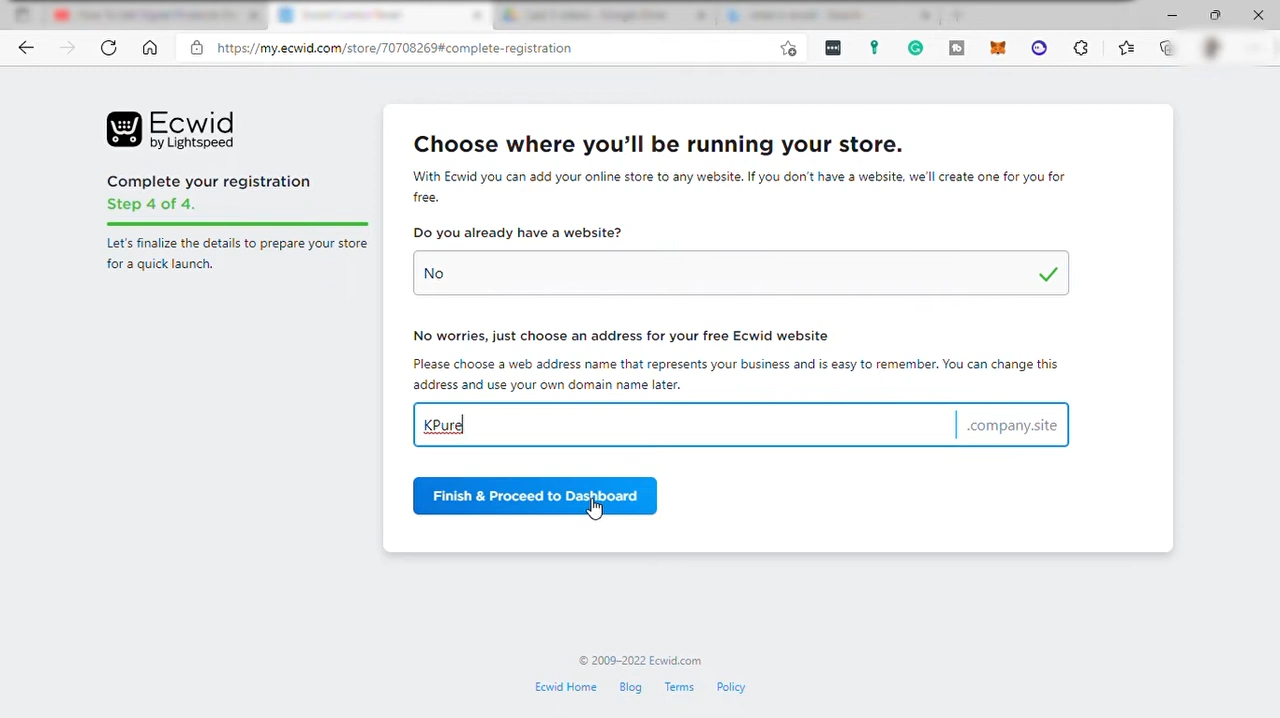 https://my.ecwid.com/store/70708269#complete-registration
Ecwid
by Lightspeed
Complete your registration
Step 4 of 4.
Let's finalize the details to prepare your store
for a quick launch.
Choose where you'll be running your store.
With Ecwid you can add your online store to any website. If you don't have a website, we'll create one for you for
free.
Do you already have a website?
No
No worries, just choose an address for your free Ecwid website
Please choose a web address name that represents your business and is easy to remember. You can change this
address and use your own domain name later.
KPure
.company.site
Finish & Proceed to Dashboard
© 2009–2022 Ecwid.com
Ecwid Home Blog Terms Policy